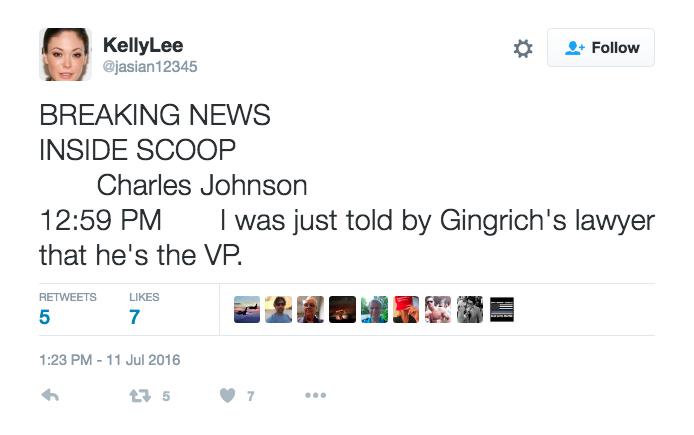 KellyLee
@jasian12345
Follow
BREAKING NEWS
INSIDE SCOOP
Charles Johnson
12:59 PM I was just told by Gingrich's lawyer
that he's the VP.
RETWEETS LIKES
5 7
1:23 PM - 11 Jul 2016
5 7